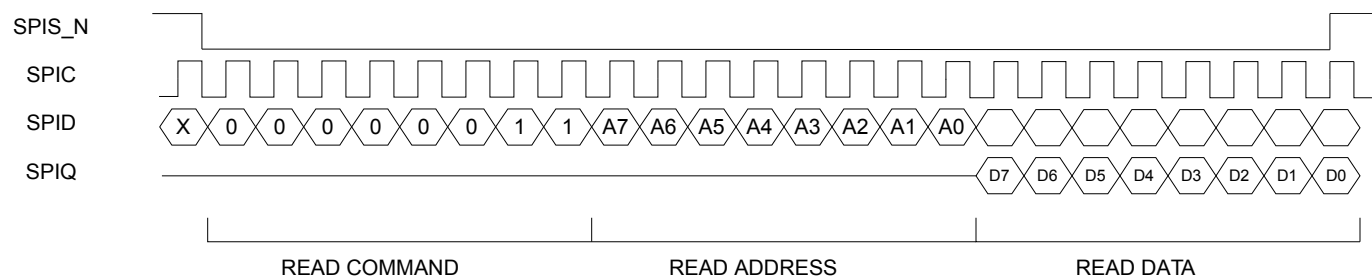 SPIS_N
SPIC
SPID X 0 0 0 0 0 0 1 1 A7 A6 A5 A4 A3 A2 A1 A0
SPIQ D7 D6 D5 D4 D3 D2 D1 D0
READ COMMAND READ ADDRESS READ DATA